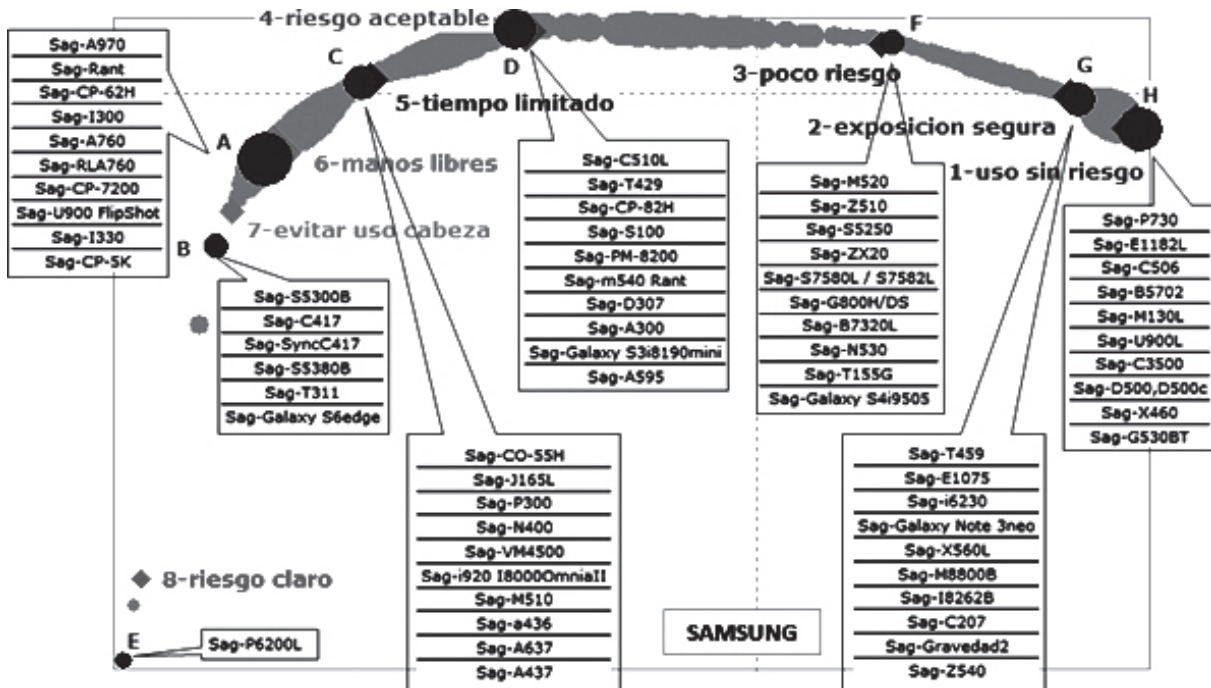 4-riesgo aceptable
F
C
D
G
3-poco riesgo
H
5-tiempo limitado
A
2-exposicion segura
6-manos libres
1-uso sin riesgo
7-evitar uso cabeza
B
Sag-A970
Sag-Rant
Sag-CP-62H
Sag-I300
Sag-A760
Sag-RLA760
Sag-CP-7200
Sag-U900 FlipShot
Sag-I330
Sag-CP-5K
Sag-S5300B
Sag-C417
Sag-SyncC417
Sag-S5380B
Sag-T311
Sag-Galaxy S6edge
Sag-C510L
Sag-T429
Sag-CP-82H
Sag-S100
Sag-PM-8200
Sag-m540 Rant
Sag-D307
Sag-A300
Sag-Galaxy S3i8190mini
Sag-A595
Sag-M520
Sag-Z510
Sag-S5250
Sag-ZX20
Sag-S7580L / S7582L
Sag-G800H/DS
Sag-B7320L
Sag-N530
Sag-T155G
Sag-Galaxy S4i9505
Sag-P730
Sag-E1182L
Sag-C506
Sag-B5702
Sag-M130L
Sag-U900L
Sag-C3500
Sag-D500,D500c
Sag-X460
Sag-G530BT
Sag-CO-55H
Sag-J165L
Sag-P300
Sag-N400
Sag-VM4500
Sag-i920 I8000OmniaII
Sag-M510
Sag-a436
Sag-A637
Sag-A437
Sag-T459
Sag-E1075
Sag-i6230
Sag-Galaxy Note 3neo
Sag-X560L
Sag-M8800B
Sag-I8262B
Sag-C207
Sag-Gravedad2
Sag-Z540
8-riesgo claro
E
Sag-P6200L
SAMSUNG